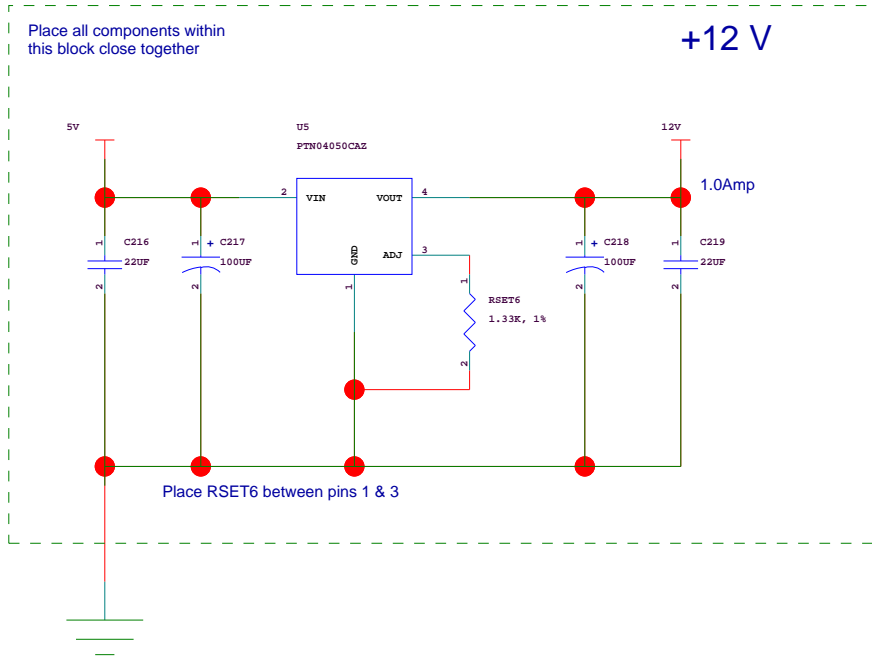 Place all components within
this block close together
+12 V
5V
U5
PTN04050CAZ
12V
2
VIN
VOUT
4
1.0Amp
1
C216
22UF
2
1
+
C217
100UF
2
GND
1
ADJ
3
1
RSET6
1.33K, 1%
2
1
+
C218
100UF
2
1
C219
22UF
2
Place RSET6 between pins 1 & 3